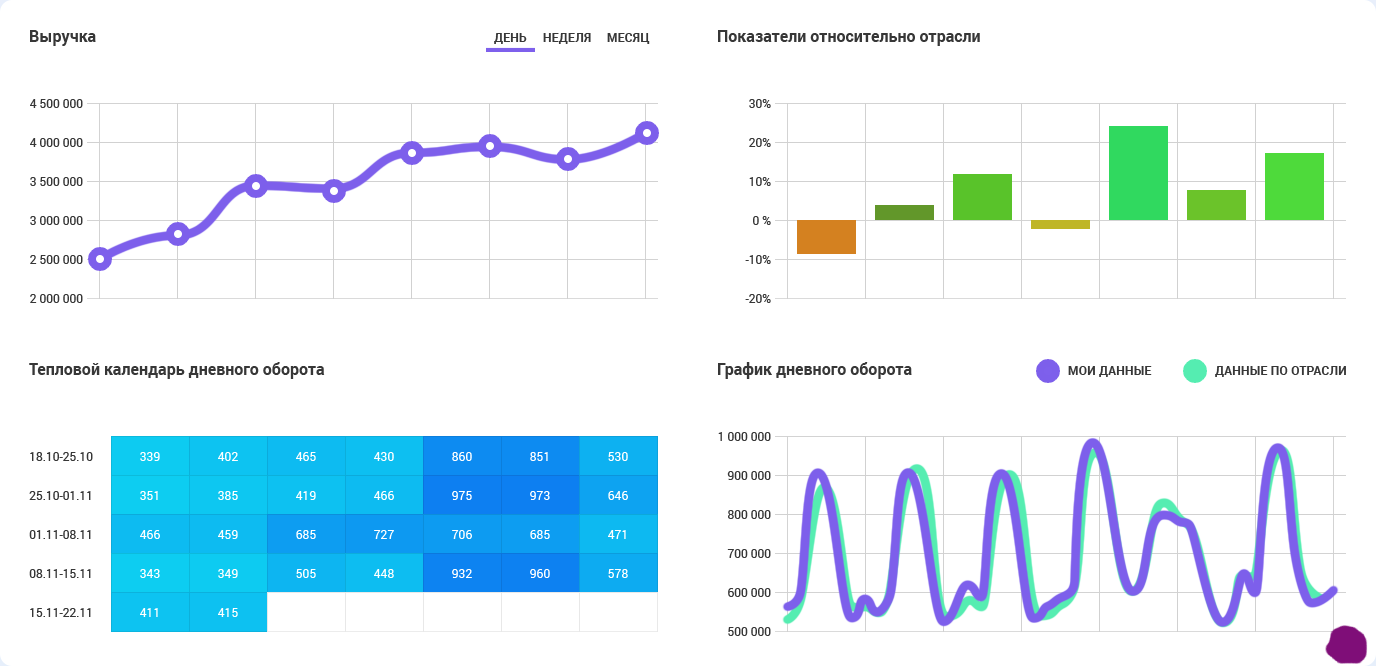 Выручка
ДЕНЬ НЕДЕЛЯ МЕСЯЦ
4 500 000
4 000 000
3 500 000
3 000 000
2 500 000
2 000 000
Показатели относительно отрасли
30%
20%
10%
0 %
-10%
-20%
Тепловой календарь дневного оборота
18.10-25.10 339 402 465 430 860 851 530
25.10-01.11 351 385 419 466 975 973 646
01.11-08.11 466 459 685 727 706 685 471
08.11-15.11 343 349 505 448 932 960 578
15.11-22.11 411 415
График дневного оборота
МОИ ДАННЫЕ ДАННЫЕ ПО ОТРАСЛИ
1 000 000
900 000
800 000
700 000
600 000
500 000